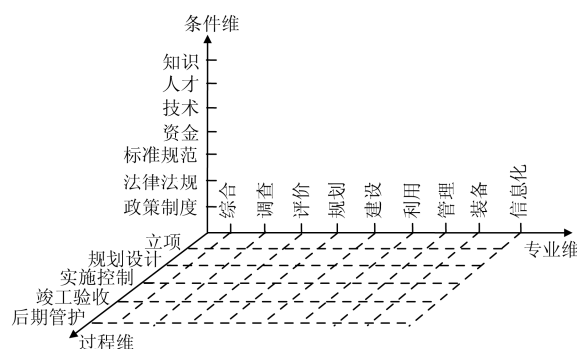 条件维
知识
人才
技术
资金
标准规范
法律法规
政策制度
综合
调查
评价
规划
建设
利用
管理
装备
信息化
专业维
立项
规划设计
实施控制
竣工验收
后期管护
过程维